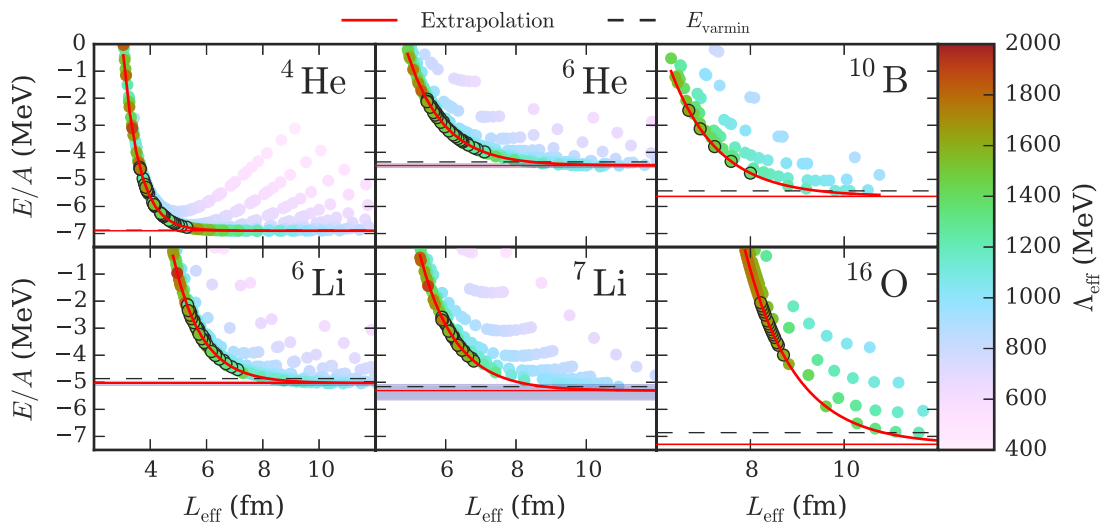 Extrapolation E_varmin
⁴He ⁶He ¹⁰B
0
−1
−2
−3
−4
−5
−6
−7
E/A (MeV)
⁶Li ⁷Li ¹⁶O
−1
−2
−3
−4
−5
−6
−7
E/A (MeV)
4 6 8 10
6 8 10
8 10
L_eff (fm) L_eff (fm) L_eff (fm)
2000
1800
1600
1400
1200
1000
800
600
400
Λ_eff (MeV)